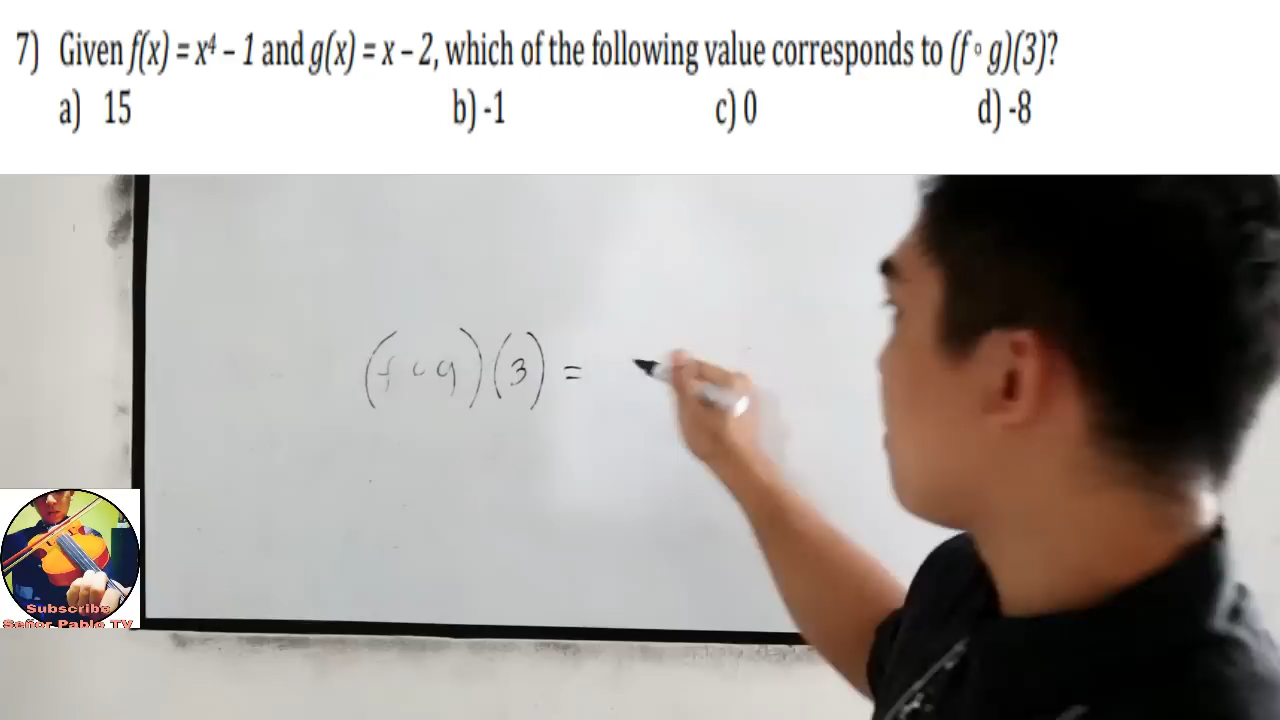 7) Given f(x) = x⁴ – 1 and g(x) = x – 2, which of the following value corresponds to (f ∘ g)(3)?
a) 15 b) -1 c) 0 d) -8
(f ∘ g)(3) =
Subscribe
Señor Pablo TV